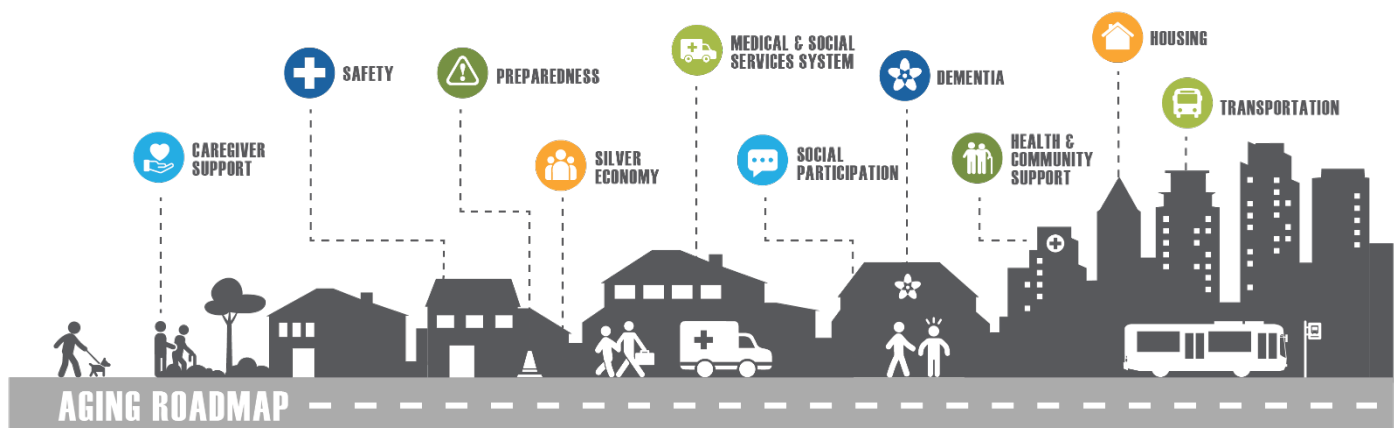 CAREGIVER
SUPPORT
SAFETY
PREPAREDNESS
SILVER
ECONOMY
MEDICAL & SOCIAL
SERVICES SYSTEM
SOCIAL
PARTICIPATION
DEMENTIA
HEALTH &
COMMUNITY
SUPPORT
HOUSING
TRANSPORTATION
AGING ROADMAP